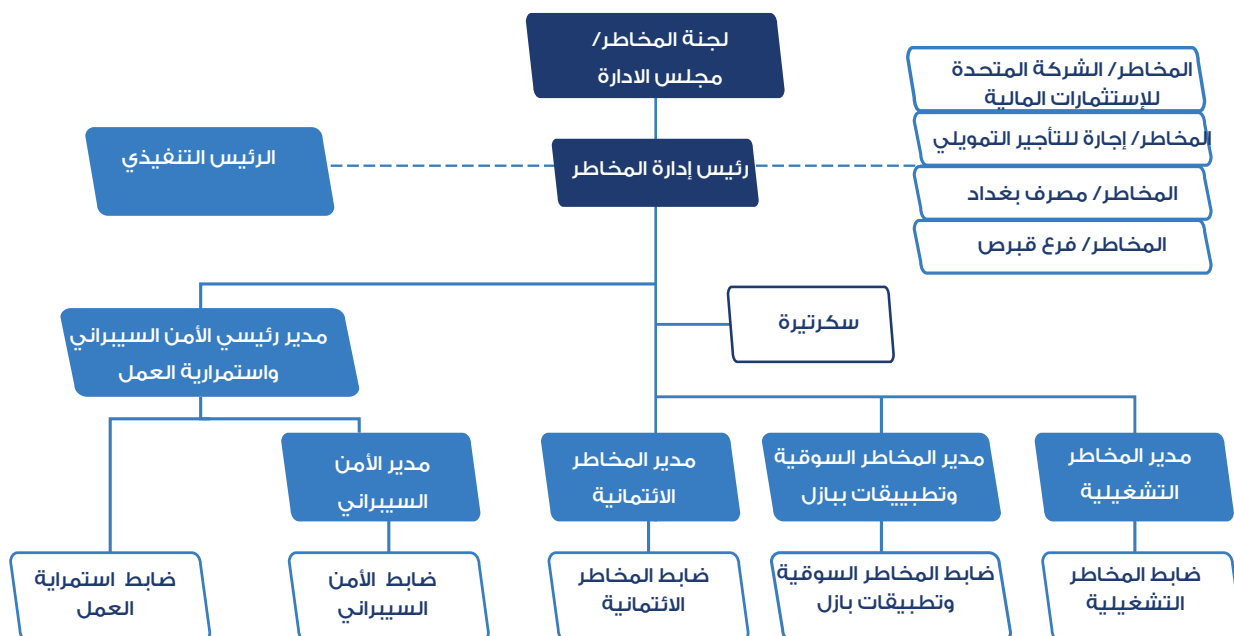 لجنة المخاطر/
مجلس الادارة
المخاطر/ الشركة المتحدة
للإستثمارات المالية
المخاطر/ إجارة للتأجير التمويلي
المخاطر/ مصرف بغداد
المخاطر/ فرع قبرص
رئيس إدارة المخاطر
الرئيس التنفيذي
سكرتيرة
مدير رئيسي الأمن السيبراني
واستمرارية العمل
مدير المخاطر
التشغيلية
مدير المخاطر السوقية
وتطبييقات ببازل
مدير المخاطر
الائتمانية
مدير الأمن
السيبراني
ضابط المخاطر
التشغيلية
ضابط المخاطر السوقية
وتطبيقات بازل
ضابط المخاطر
الائتمانية
ضابط الأمن
السيبراني
ضابط استمراية
العمل